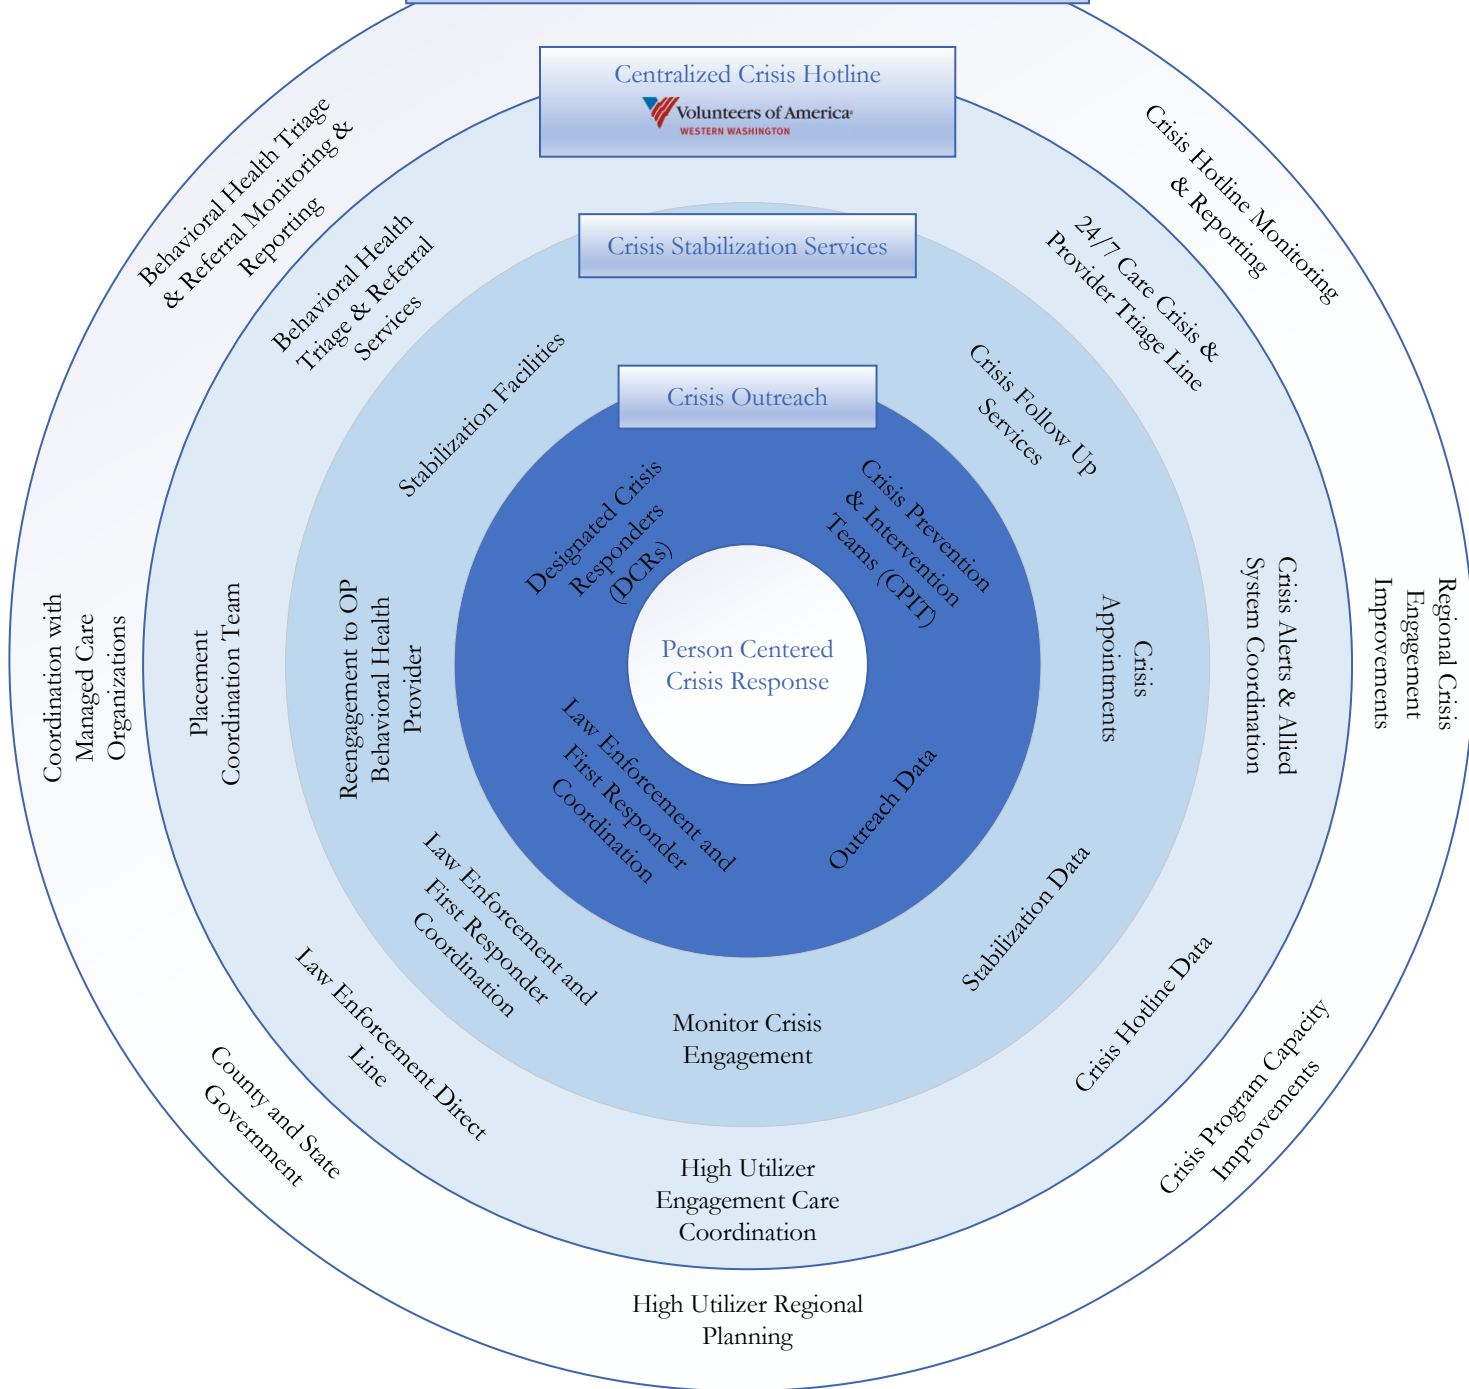 Centralized Crisis Hotline
Volunteers of America
WESTERN WASHINGTON
Behavioral Health Triage
& Referral Monitoring &
Reporting
Crisis Hotline Monitoring
& Reporting
Behavioral Health
Triage & Referral
Services
24/7 Care Crisis &
Provider Triage Line
Crisis Stabilization Services
Stabilization Facilities
Crisis Follow Up
Services
Crisis Outreach
Designated Crisis
Responders
(DCRs)
Crisis Prevention
& Intervention
Teams (CPIT)
Person Centered
Crisis Response
Coordination with
Managed Care
Organizations
Placement
Coordination Team
Reengagement to OP
Behavioral Health
Provider
Crisis
Appointments
Crisis Alerts & Allied
System Coordination
Regional Crisis
Engagement
Improvements
Law Enforcement and
First Responder
Coordination
Outreach Data
Law Enforcement and
First Responder
Coordination
Stabilization Data
Monitor Crisis
Engagement
Law Enforcement Direct
Line
Crisis Hotline Data
County and State
Government
Crisis Program Capacity
Improvements
High Utilizer
Engagement Care
Coordination
High Utilizer Regional
Planning